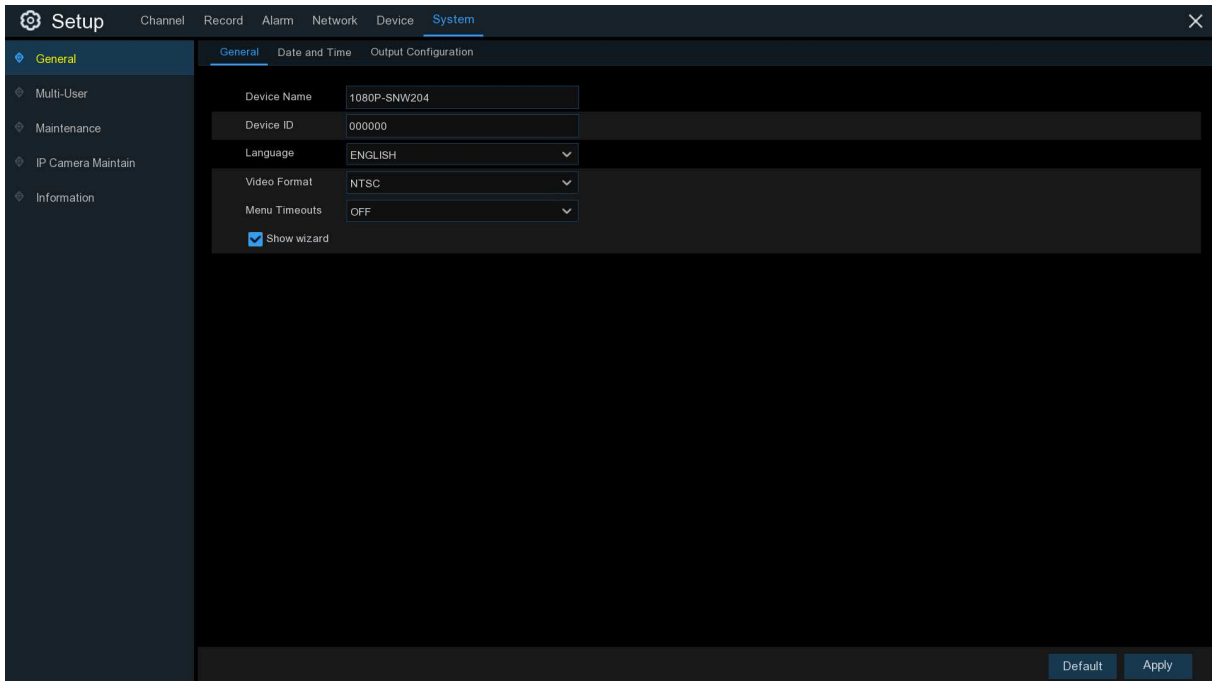 Setup Channel Record Alarm Network Device System
General
Multi-User
Maintenance
IP Camera Maintain
Information
General Date and Time Output Configuration
Device Name 1080P-SNW204
Device ID 000000
Language ENGLISH
Video Format NTSC
Menu Timeouts OFF
Show wizard
Default Apply